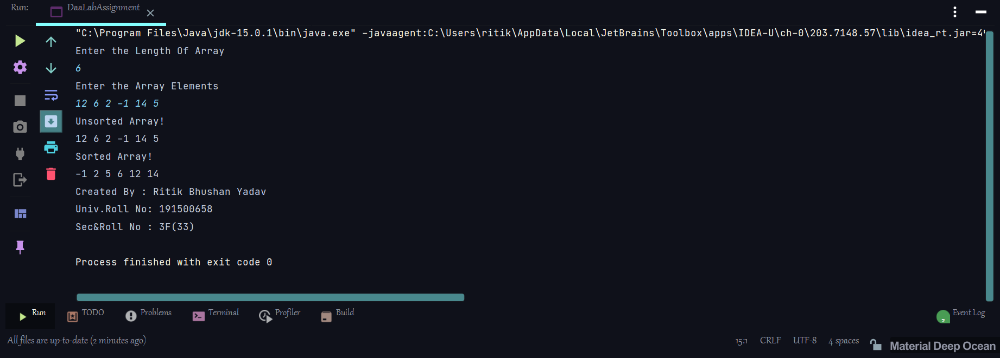 Run: DaaLabAssignment
"C:\Program Files\Java\jdk-15.0.1\bin\java.exe" -javaagent:C:\Users\ritik\AppData\Local\JetBrains\Toolbox\apps\IDEA-U\ch-0\203.7148.57\lib\idea_rt.jar=49
Enter the Length Of Array
6
Enter the Array Elements
12 6 2 -1 14 5
Unsorted Array!
12 6 2 -1 14 5
Sorted Array!
-1 2 5 6 12 14
Created By : Ritik Bhushan Yadav
Univ.Roll No: 191500658
Sec&Roll No : 3F(33)
Process finished with exit code 0
Run TODO Problems Terminal Profiler Build 2 Event Log
All files are up-to-date (2 minutes ago) 15:1 CRLF UTF-8 4 spaces Material Deep Ocean